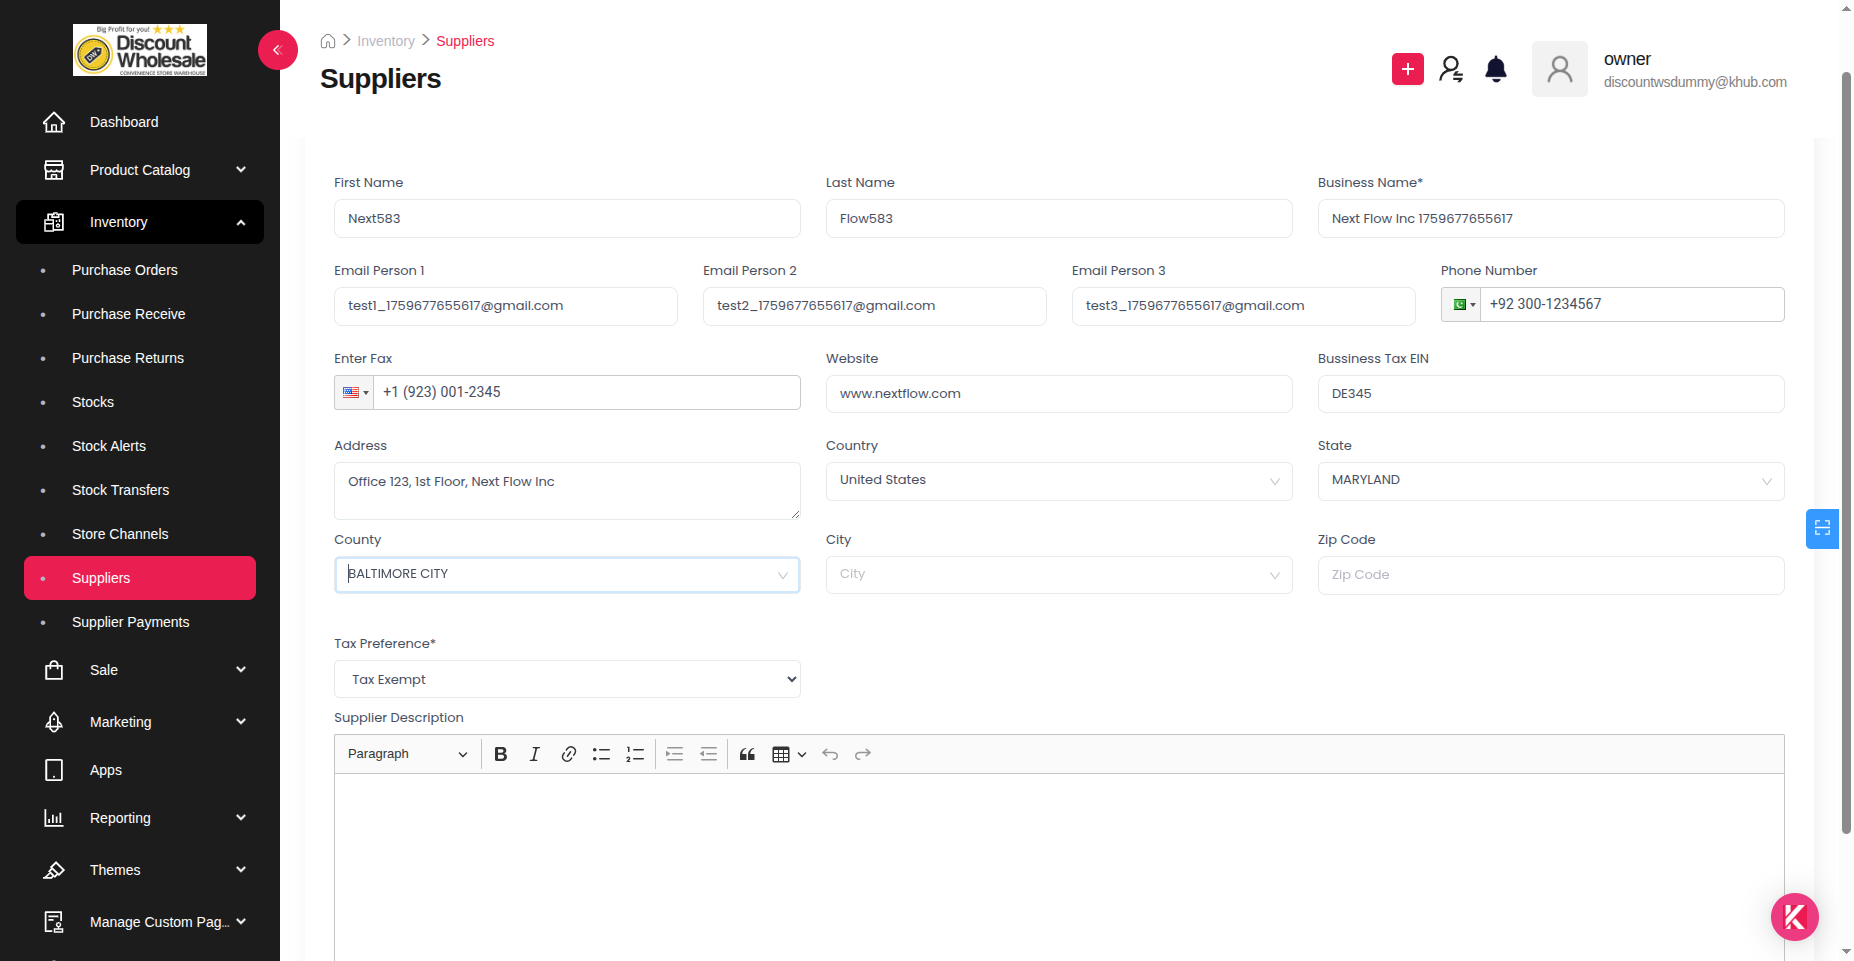 Big Profit for you!
Discount
Wholesale
CONVENIENCE STORE WAREHOUSE
DW
Inventory
Suppliers
Suppliers
owner
discountwsdummy@khub.com
Dashboard
Product Catalog
Inventory
Purchase Orders
Purchase Receive
Purchase Returns
Stocks
Stock Alerts
Stock Transfers
Store Channels
Suppliers
Supplier Payments
Sale
Marketing
Apps
Reporting
Themes
Manage Custom Pag...
First Name
Last Name
Business Name*
Next583
Flow583
Next Flow Inc 1759677655617
Email Person 1
Email Person 2
Email Person 3
Phone Number
test1_1759677655617@gmail.com
test2_1759677655617@gmail.com
test3_1759677655617@gmail.com
+92 300-1234567
Enter Fax
Website
Bussiness Tax EIN
+1 (923) 001-2345
www.nextflow.com
DE345
Address
Country
State
Office 123, 1st Floor, Next Flow Inc
United States
MARYLAND
County
City
Zip Code
BALTIMORE CITY
City
Zip Code
Tax Preference*
Tax Exempt
Supplier Description
Paragraph